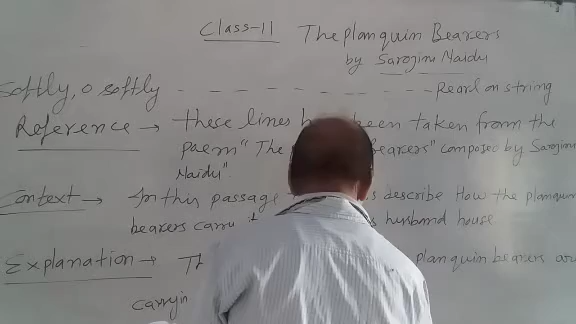 Class-11 The planquin Bearers
by Sarojini Naidu
Softly, o softly - - - - - - - - - - Pearl on string
Reference → these lines been taken from the
paem "The Bearers" composed by Sarojini
Naidu".
Context → In this passage describe How the planquin
bearers carry husband house
Explanation → planquin bearers are